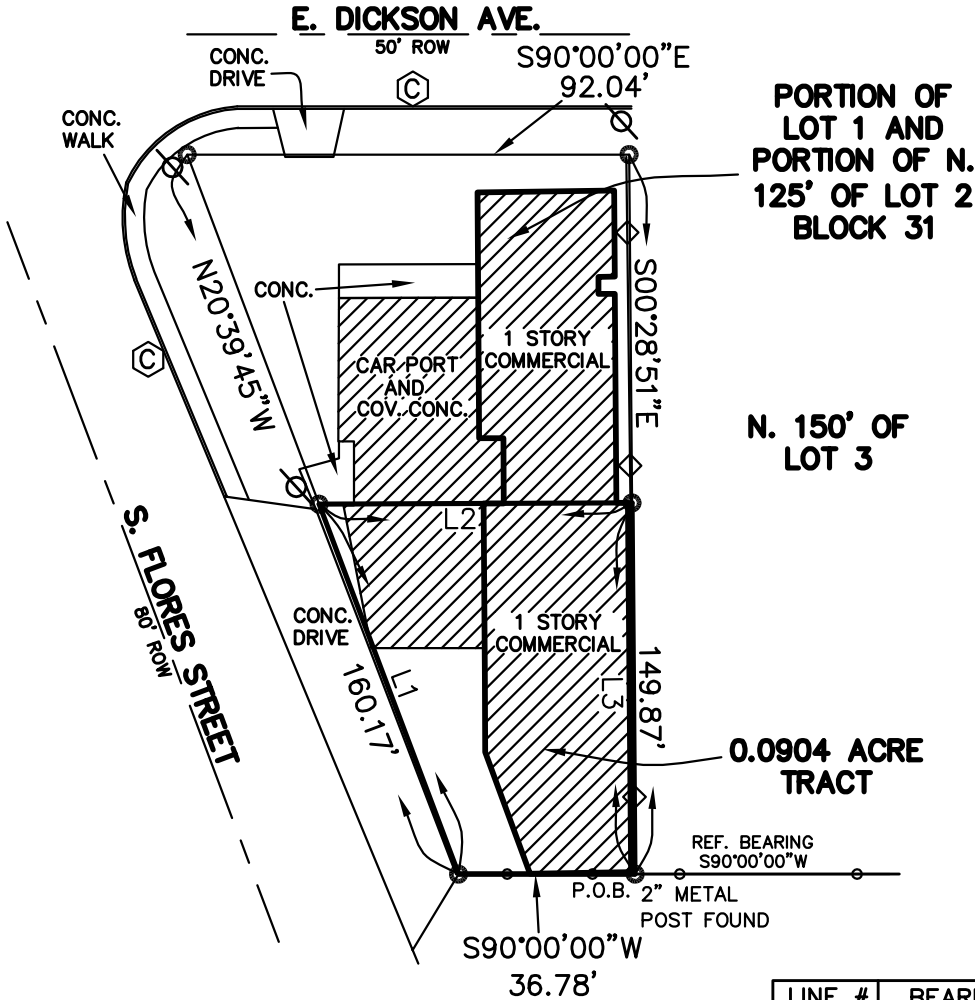 E. DICKSON AVE.
50' ROW
S90°00'00"E
92.04'
CONC.
DRIVE
C
CONC.
WALK
PORTION OF
LOT 1 AND
PORTION OF N.
125' OF LOT 2
BLOCK 31
N20°39'45"W
CONC.
S00°28'51"E
1 STORY
COMMERCIAL
CAR PORT
AND
COV. CONC.
C
N. 150' OF
LOT 3
S. FLORES STREET
80' ROW
L2
CONC.
DRIVE
1 STORY
COMMERCIAL
L1
160.17'
L3
149.87'
0.0904 ACRE
TRACT
REF. BEARING
S90°00'00"W
P.O.B.
2" METAL
POST FOUND
S90°00'00"W
36.78'
LINE #